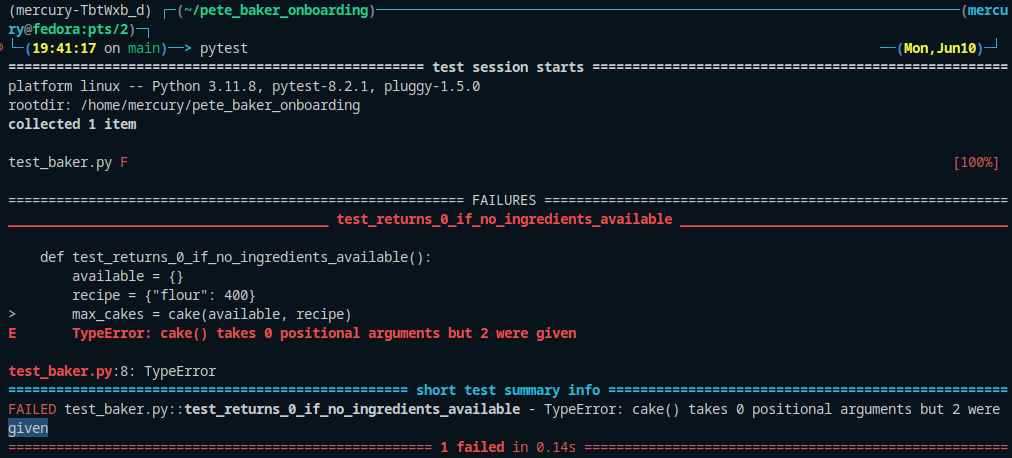 (mercury-TbtWxb_d) ┌─(~/pete_baker_onboarding)──(mercu
ry@fedora:pts/2)─┐
└─(19:41:17 on main)──> pytest ──(Mon,Jun10)─┘
==================================================== test session starts ====================================================
platform linux -- Python 3.11.8, pytest-8.2.1, pluggy-1.5.0
rootdir: /home/mercury/pete_baker_onboarding
collected 1 item
test_baker.py F [100%]
========================================================= FAILURES ==========================================================
________________________________________ test_returns_0_if_no_ingredients_available _________________________________________
def test_returns_0_if_no_ingredients_available():
available = {}
recipe = {"flour": 400}
> max_cakes = cake(available, recipe)
E TypeError: cake() takes 0 positional arguments but 2 were given
test_baker.py:8: TypeError
================================================== short test summary info ==================================================
FAILED test_baker.py::test_returns_0_if_no_ingredients_available - TypeError: cake() takes 0 positional arguments but 2 were
given
===================================================== 1 failed in 0.14s =====================================================